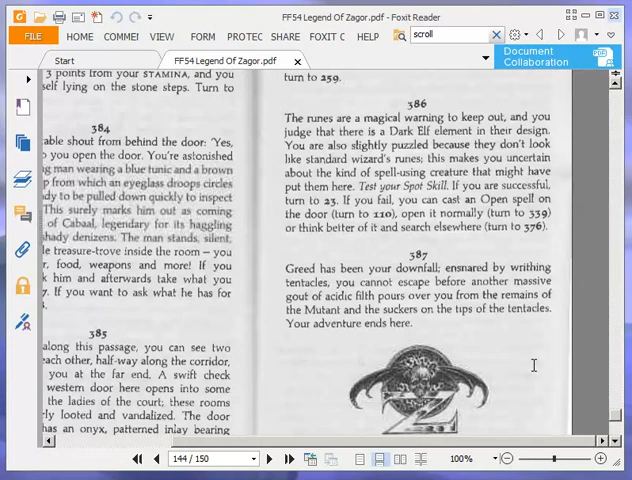 FF54 Legend Of Zagor.pdf - Foxit Reader
FILE HOME COMMEI VIEW FORM PROTEC SHARE FOXIT C HELP scroll
Start FF54 Legend Of Zagor.pdf
Document
Collaboration
3 points from your STAMINA, and you
self lying on the stone steps. Turn to
384
able shout from behind the door: 'Yes,
you open the door. You're astonished
g man wearing a blue tunic and a brown
p from which an eyeglass droops circles
dy to be pulled down quickly to inspect
This surely marks him out as coming
of Cabaal, legendary for its haggling
shady denizens. The man stands, silent,
le treasure-trove inside the room – you
r, food, weapons and more! If you
k him and afterwards take what you
7. If you want to ask what he has for
385
along this passage, you can see two
each other, half-way along the corridor,
you at the far end. A swift check
western door here opens into some
the ladies of the court; these rooms
rly looted and vandalized. The door
has an onyx, patterned inlay bearing
turn to 259.
386
The runes are a magical warning to keep out, and you
judge that there is a Dark Elf element in their design.
You are also slightly puzzled because they don't look
like standard wizard's runes; this makes you uncertain
about the kind of spell-using creature that might have
put them here. Test your Spot Skill. If you are successful,
turn to 23. If you fail, you can cast an Open spell on
the door (turn to 110), open it normally (turn to 339)
or think better of it and search elsewhere (turn to 376).
387
Greed has been your downfall; ensnared by writhing
tentacles, you cannot escape before another massive
gout of acidic filth pours over you from the remains of
the Mutant and the suckers on the tips of the tentacles.
Your adventure ends here.
Z
144 / 150
100%